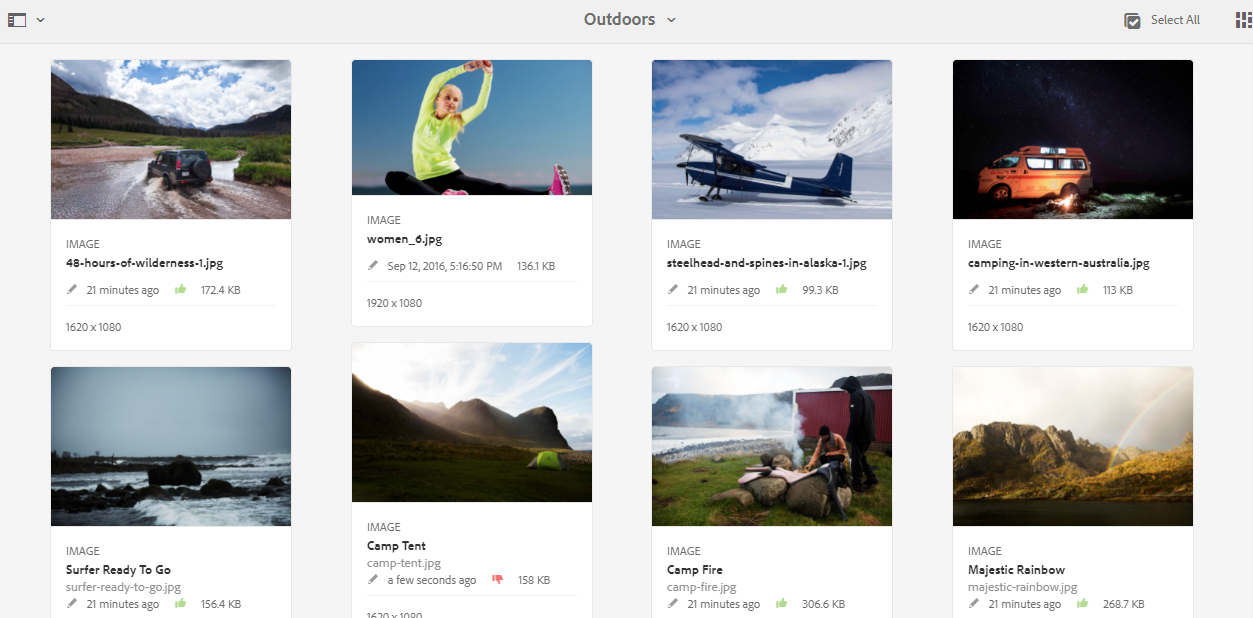 Outdoors
Select All
IMAGE
48-hours-of-wilderness-1.jpg
21 minutes ago 172.4 KB
1620 x 1080
IMAGE
women_6.jpg
Sep 12, 2016, 5:16:50 PM 136.1 KB
1920 x 1080
IMAGE
steelhead-and-spines-in-alaska-1.jpg
21 minutes ago 99.3 KB
1620 x 1080
IMAGE
camping-in-western-australia.jpg
21 minutes ago 113 KB
1620 x 1080
IMAGE
Surfer Ready To Go
surfer-ready-to-go.jpg
21 minutes ago 156.4 KB
IMAGE
Camp Tent
camp-tent.jpg
a few seconds ago 158 KB
1620 x 1080
IMAGE
Camp Fire
camp-fire.jpg
21 minutes ago 306.6 KB
IMAGE
Majestic Rainbow
majestic-rainbow.jpg
21 minutes ago 268.7 KB